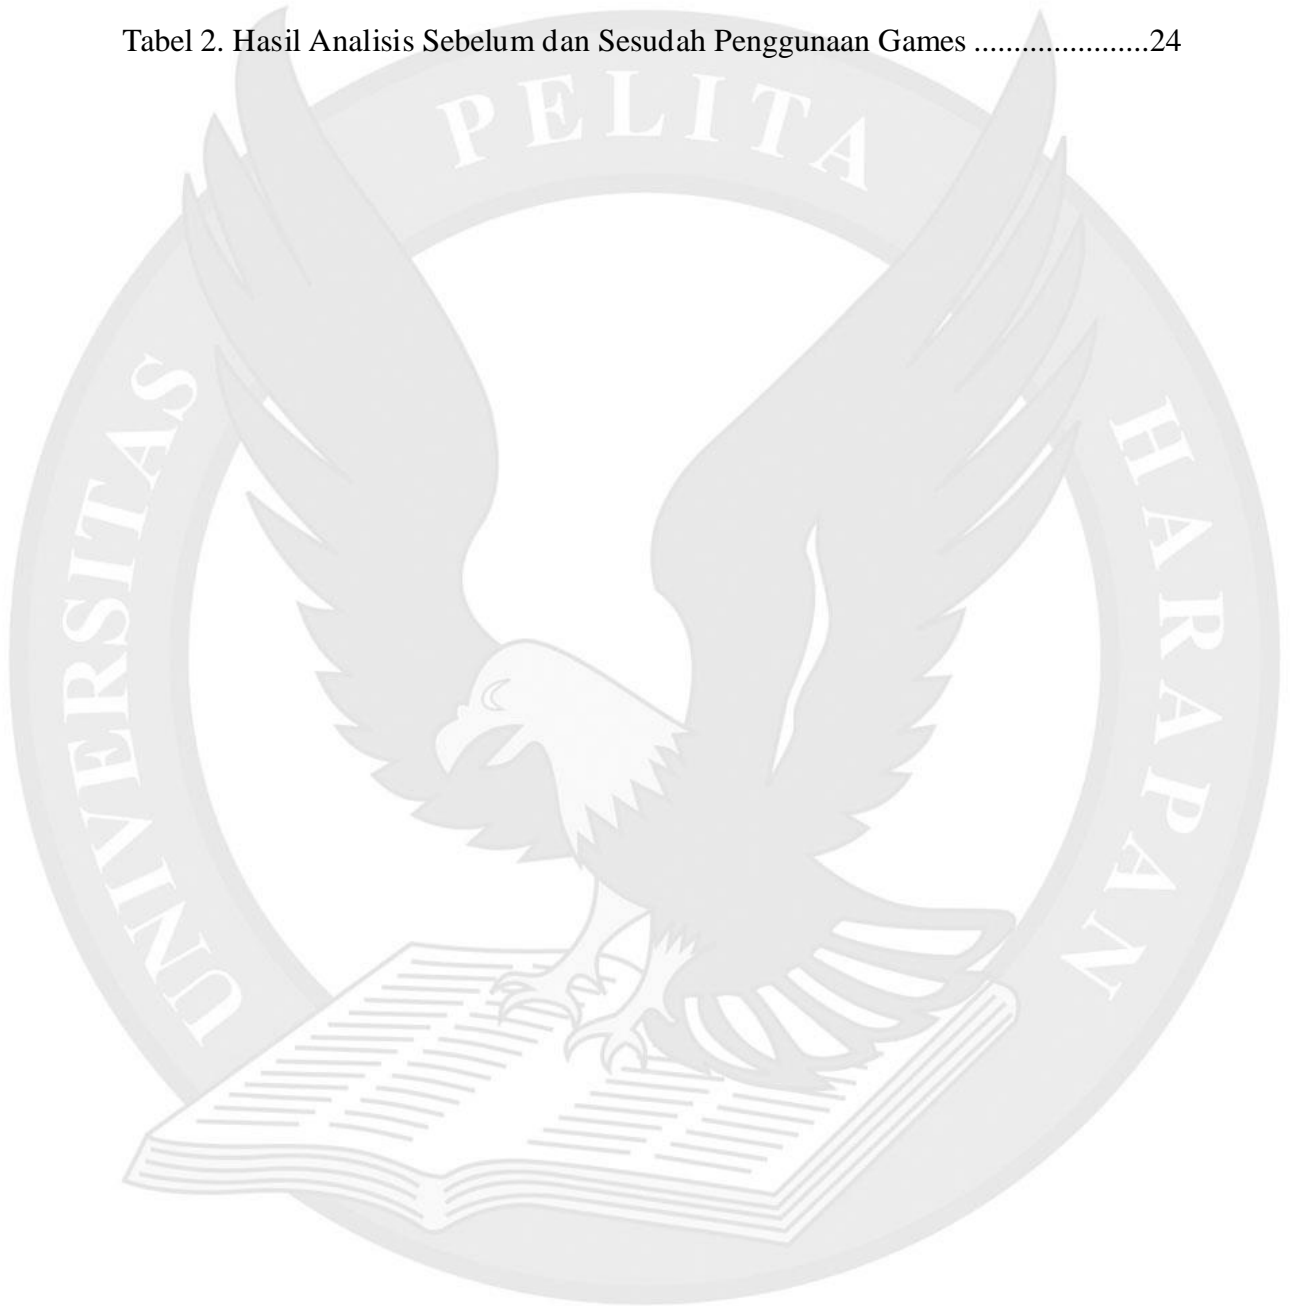 Tabel 2. Hasil Analisis Sebelum dan Sesudah Penggunaan Games ......................24
PELITA
UNIVERSITAS
HARAPAN